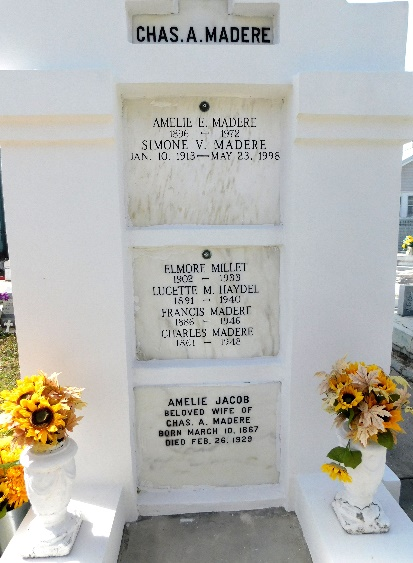 CHAS. A. MADERE
AMELIE E. MADERE
1896 — 1972
SIMONE V. MADERE
JAN. 10. 1913—MAY 23, 1998
ELMORE MILLET
1902 — 1933
LUCETTE M. HAYDEL
1891 — 1940
FRANCIS MADERE
1886 — 1946
CHARLES MADERE
1861 — 1948
AMELIE JACOB
BELOVED WIFE OF
CHAS. A. MADERE
BORN MARCH 10. 1867
DIED FEB. 26. 1929